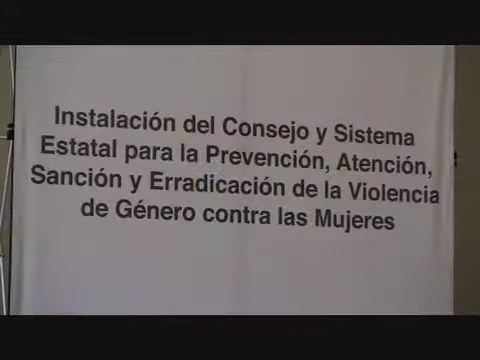 Instalación del Consejo y Sistema
Estatal para la Prevención, Atención,
Sanción y Erradicación de la Violencia
de Género contra las Mujeres